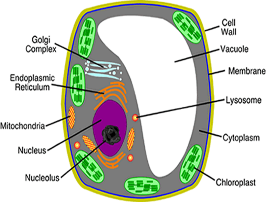 Golgi
Complex
Endoplasmic
Reticulum
Mitochondria
Nucleus
Nucleolus
Cell
Wall
Vacuole
Membrane
Lysosome
Cytoplasm
Chloroplast